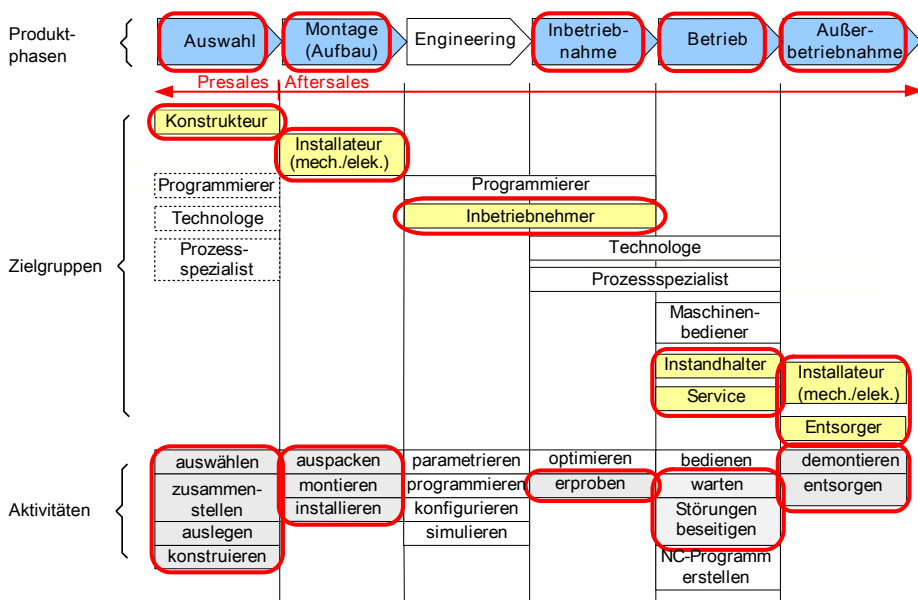 Produkt-
phasen
Auswahl
Montage
(Aufbau)
Engineering
Inbetrieb-
nahme
Betrieb
Außer-
betriebnahme
Presales
Aftersales
Zielgruppen
Konstrukteur
Installateur
(mech./elek.)
Programmierer
Programmierer
Technologe
Inbetriebnehmer
Prozess-
spezialist
Technologe
Prozessspezialist
Maschinen-
bediener
Instandhalter
Service
Installateur
(mech./elek.)
Entsorger
Aktivitäten
auswählen
zusammen-
stellen
auslegen
konstruieren
auspacken
montieren
installieren
parametrieren
programmieren
konfigurieren
simulieren
optimieren
erproben
bedienen
warten
Störungen
beseitigen
NC-Programm
erstellen
demontieren
entsorgen